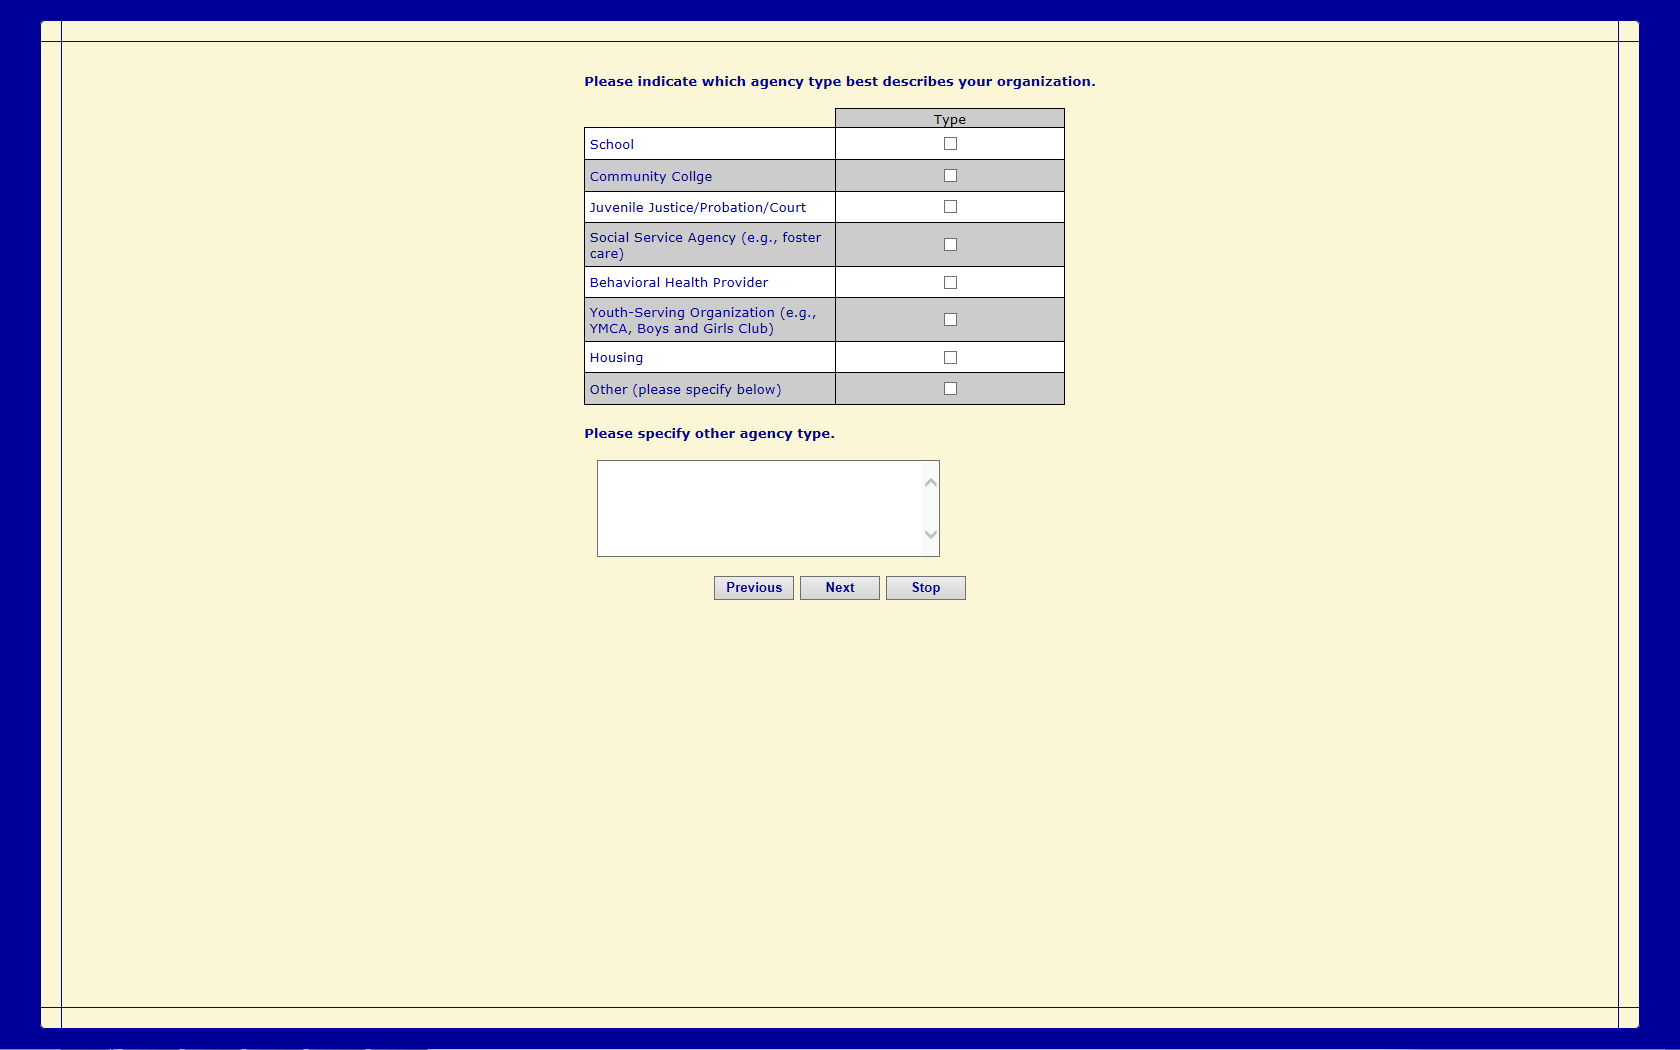 Please indicate which agency type best describes your organization.
Type
School
Community Collge
Juvenile Justice/Probation/Court
Social Service Agency (e.g., foster
care)
Behavioral Health Provider
Youth-Serving Organization (e.g.,
YMCA, Boys and Girls Club)
Housing
Other (please specify below)
Please specify other agency type.
Previous Next Stop